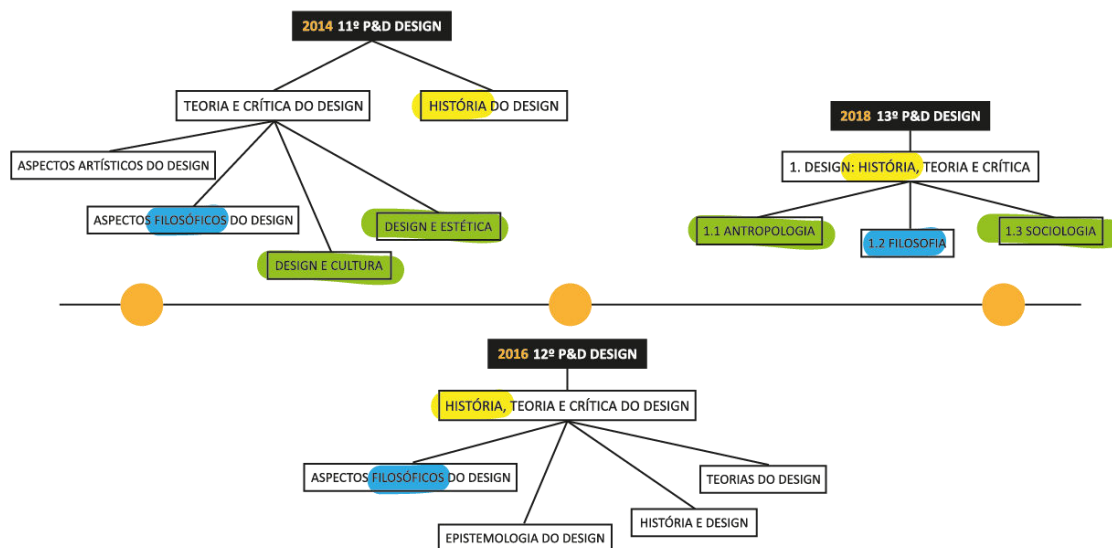 2014 11º P&D DESIGN
TEORIA E CRÍTICA DO DESIGN
HISTÓRIA DO DESIGN
ASPECTOS ARTÍSTICOS DO DESIGN
ASPECTOS FILOSÓFICOS DO DESIGN
DESIGN E ESTÉTICA
DESIGN E CULTURA
2018 13º P&D DESIGN
1. DESIGN: HISTÓRIA, TEORIA E CRÍTICA
1.1 ANTROPOLOGIA
1.2 FILOSOFIA
1.3 SOCIOLOGIA
2016 12º P&D DESIGN
HISTÓRIA, TEORIA E CRÍTICA DO DESIGN
ASPECTOS FILOSÓFICOS DO DESIGN
TEORIAS DO DESIGN
HISTÓRIA E DESIGN
EPISTEMOLOGIA DO DESIGN